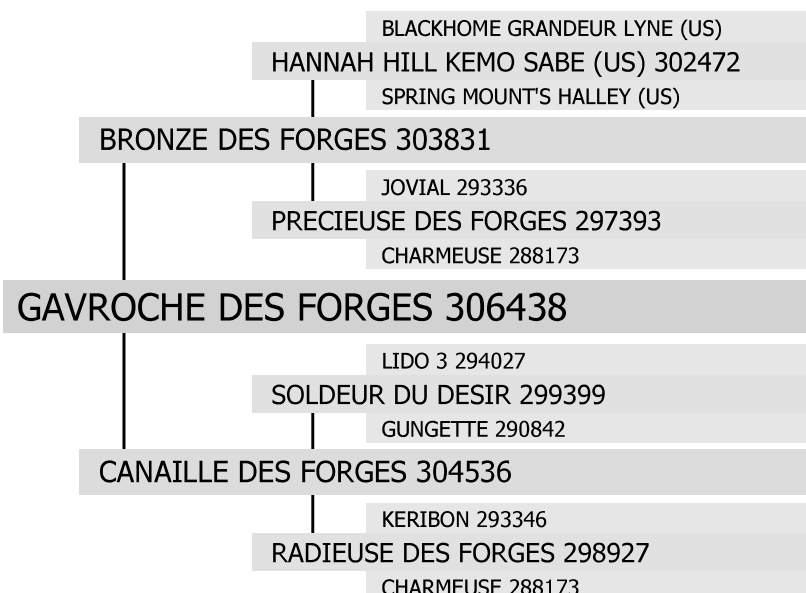 BLACKHOME GRANDEUR LYNE (US)
HANNAH HILL KEMO SABE (US) 302472
SPRING MOUNT'S HALLEY (US)
BRONZE DES FORGES 303831
JOVIAL 293336
PRECIEUSE DES FORGES 297393
CHARMEUSE 288173
GAVROCHE DES FORGES 306438
LIDO 3 294027
SOLDEUR DU DESIR 299399
GUNGETTE 290842
CANAILLE DES FORGES 304536
KERIBON 293346
RADIEUSE DES FORGES 298927
CHARMEUSE 288173